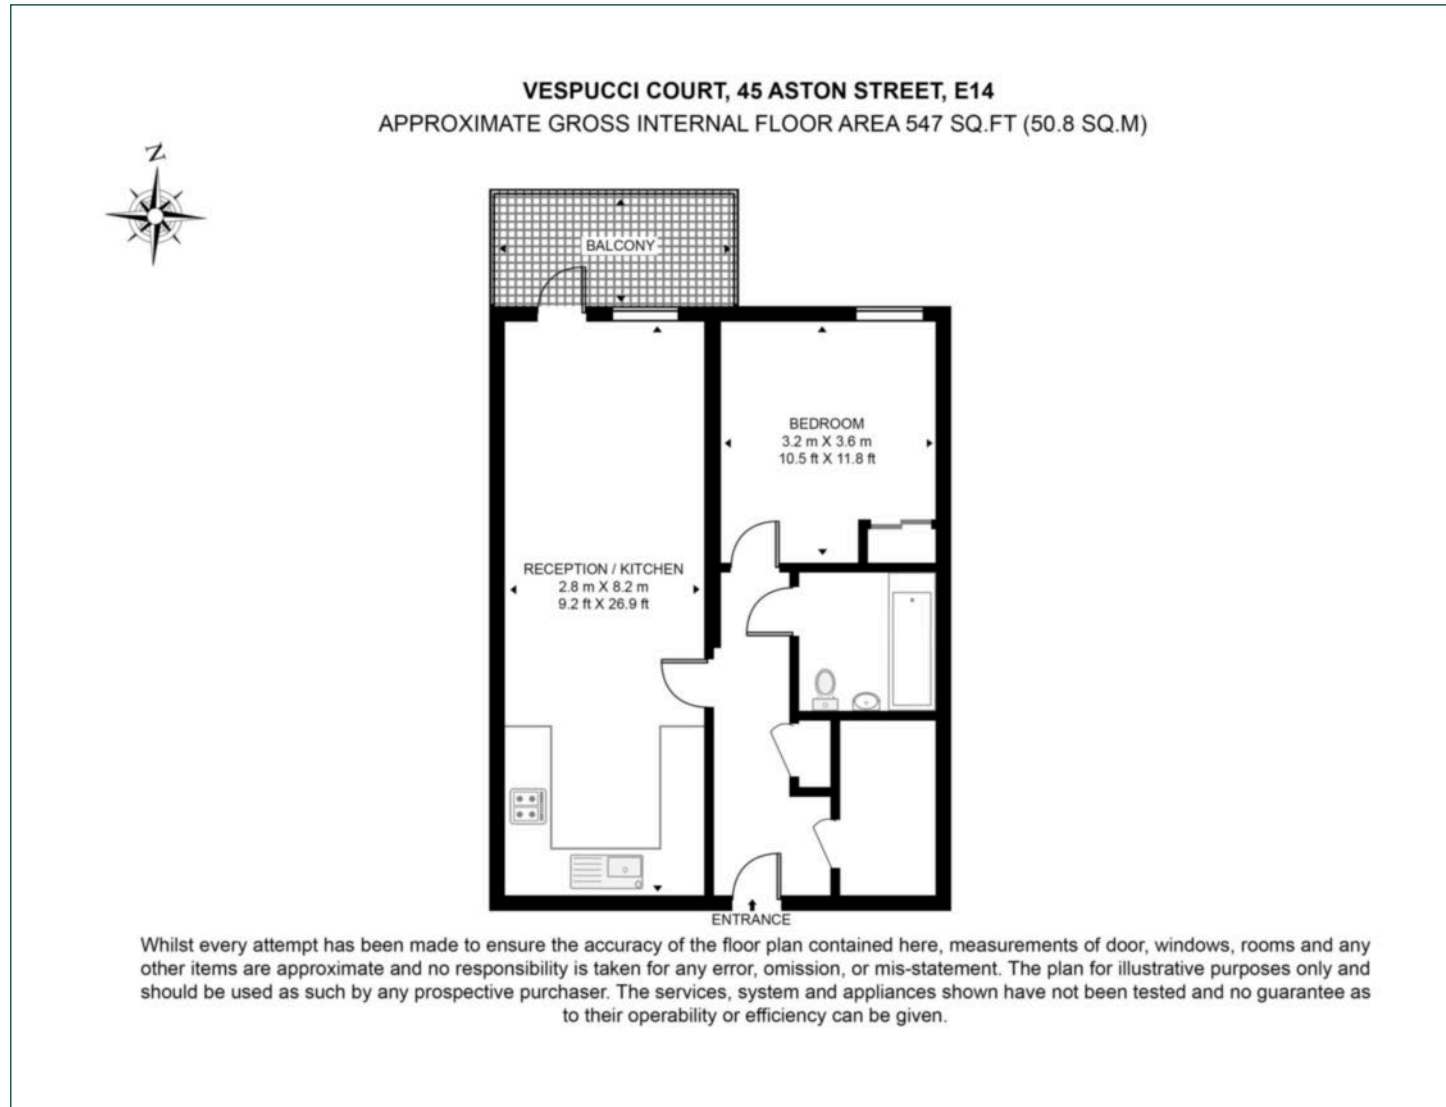 VESPUCCI COURT, 45 ASTON STREET, E14
APPROXIMATE GROSS INTERNAL FLOOR AREA 547 SQ.FT (50.8 SQ.M)
N
BALCONY
BEDROOM
3.2 m X 3.6 m
10.5 ft X 11.8 ft
RECEPTION / KITCHEN
2.8 m X 8.2 m
9.2 ft X 26.9 ft
ENTRANCE
Whilst every attempt has been made to ensure the accuracy of the floor plan contained here, measurements of door, windows, rooms and any
other items are approximate and no responsibility is taken for any error, omission, or mis-statement. The plan for illustrative purposes only and
should be used as such by any prospective purchaser. The services, system and appliances shown have not been tested and no guarantee as
to their operability or efficiency can be given.